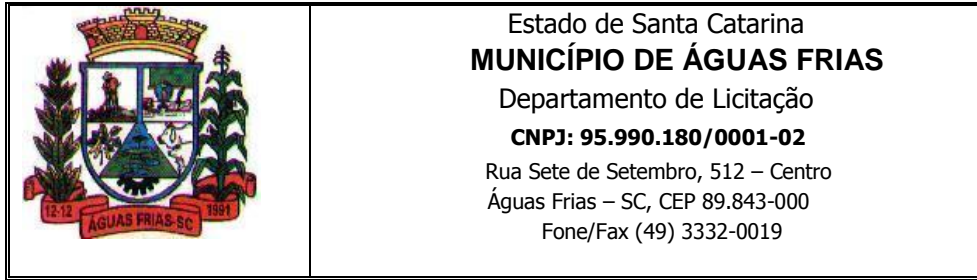 12-12
ÁGUAS FRIAS-SC
1991
Estado de Santa Catarina
MUNICÍPIO DE ÁGUAS FRIAS
Departamento de Licitação
CNPJ: 95.990.180/0001-02
Rua Sete de Setembro, 512 – Centro
Águas Frias – SC, CEP 89.843-000
Fone/Fax (49) 3332-0019